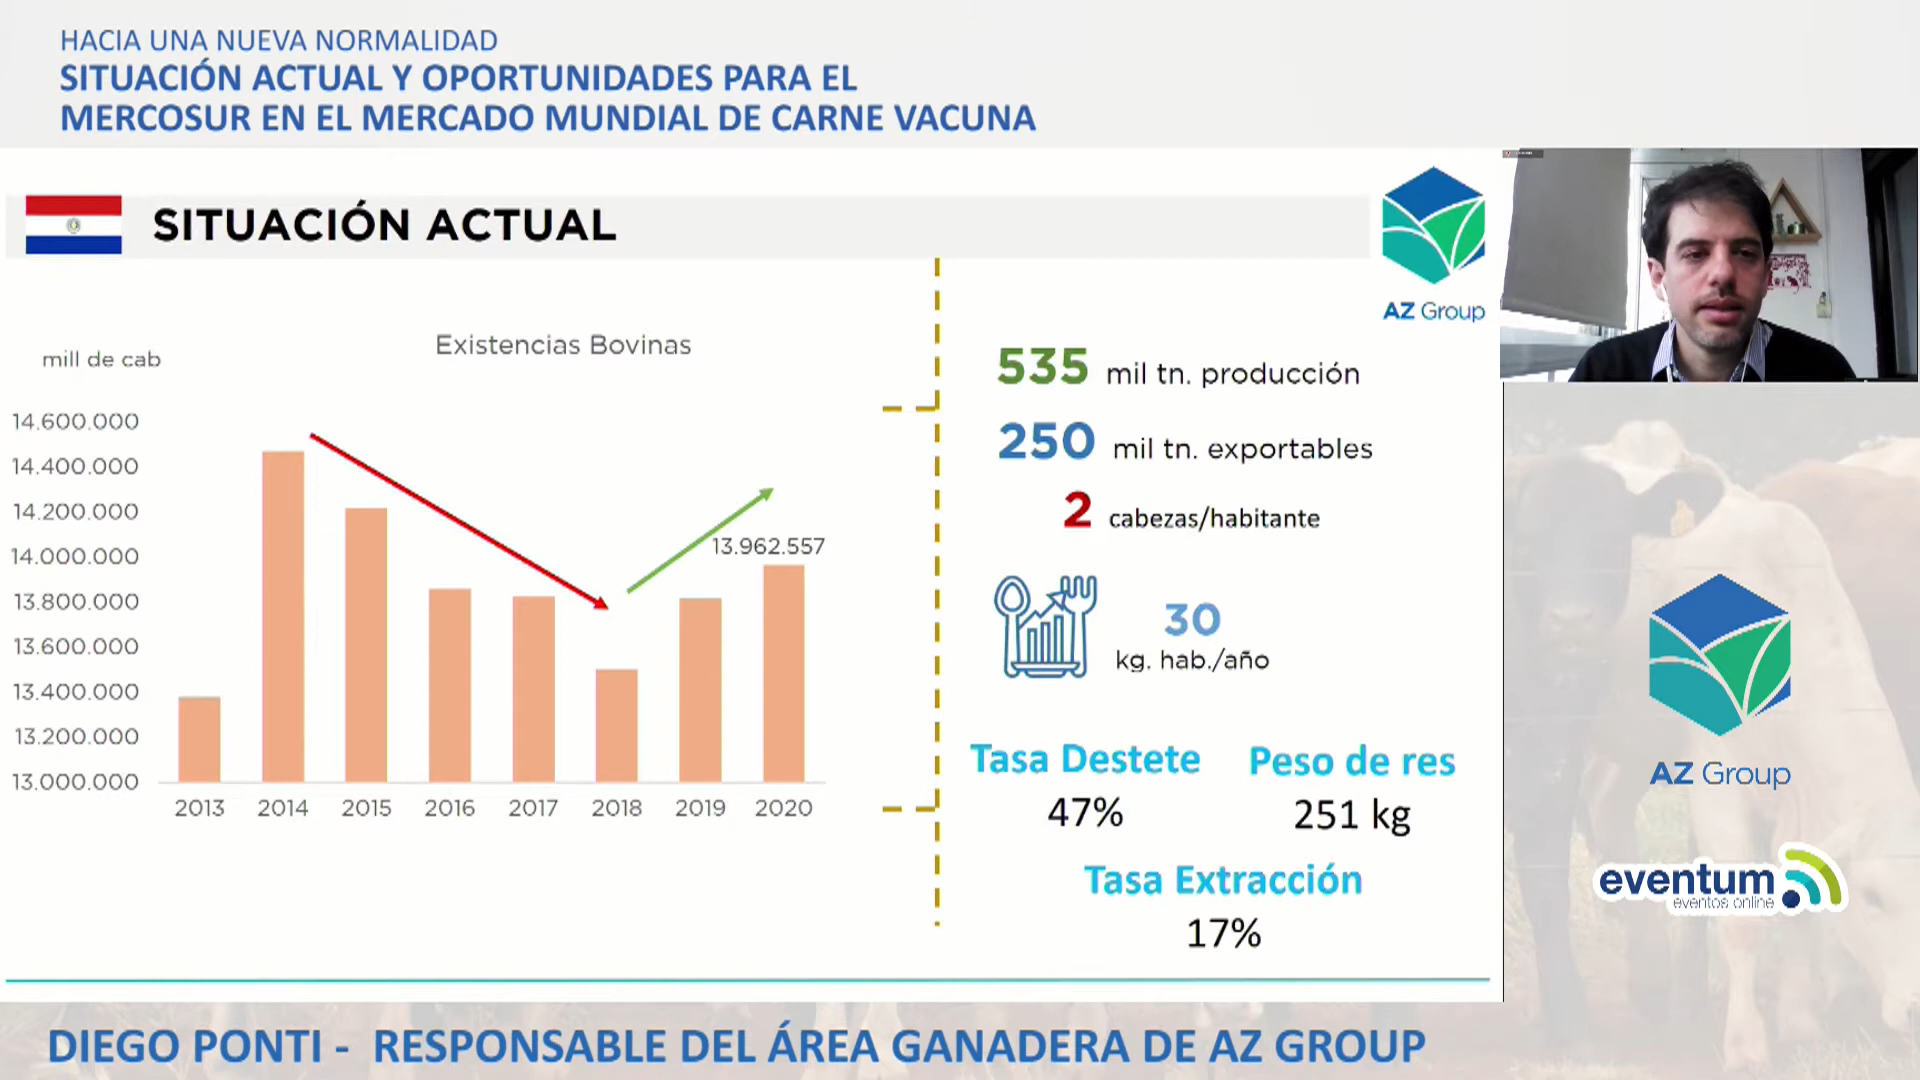 HACIA UNA NUEVA NORMALIDAD
SITUACIÓN ACTUAL Y OPORTUNIDADES PARA EL
MERCOSUR EN EL MERCADO MUNDIAL DE CARNE VACUNA
SITUACIÓN ACTUAL
AZ Group
Existencias Bovinas
mill de cab
14.600.000
14.400.000
14.200.000
14.000.000
13.800.000
13.600.000
13.400.000
13.200.000
13.000.000
13.962.557
2013 2014 2015 2016 2017 2018 2019 2020
535 mil tn. producción
250 mil tn. exportables
2 cabezas/habitante
30
kg. hab./año
Tasa Destete
47%
Peso de res
251 kg
Tasa Extracción
17%
AZ Group
eventum
eventos online
DIEGO PONTI - RESPONSABLE DEL ÁREA GANADERA DE AZ GROUP